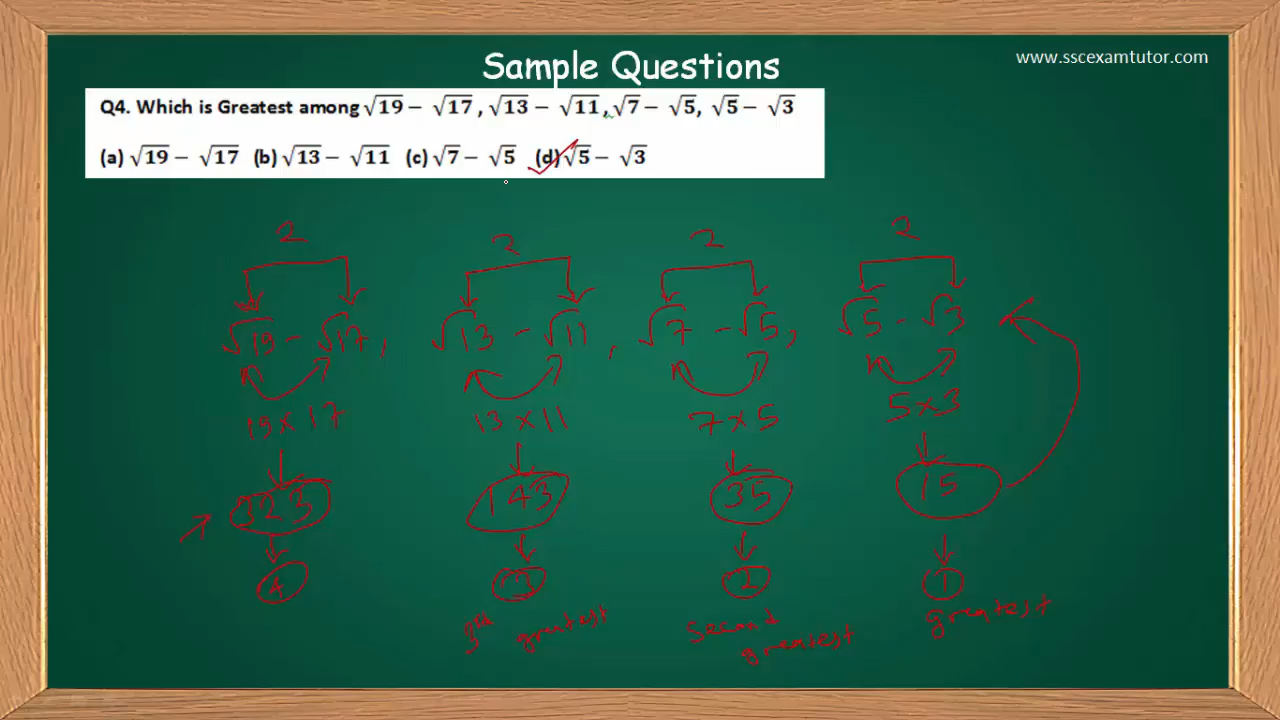 Sample Questions
www.sscexamtutor.com
Q4. Which is Greatest among √19 − √17 , √13 − √11, √7 − √5, √5 − √3
(a) √19 − √17 (b) √13 − √11 (c) √7 − √5 (d) √5 − √3
2 2 2 2
√19 − √17 , √13 − √11 , √7 − √5 , √5 − √3
19 × 17 13 × 11 7 × 5 5 × 3
323 143 35 15
4 3 2 1
3rd greatest second greatest greatest